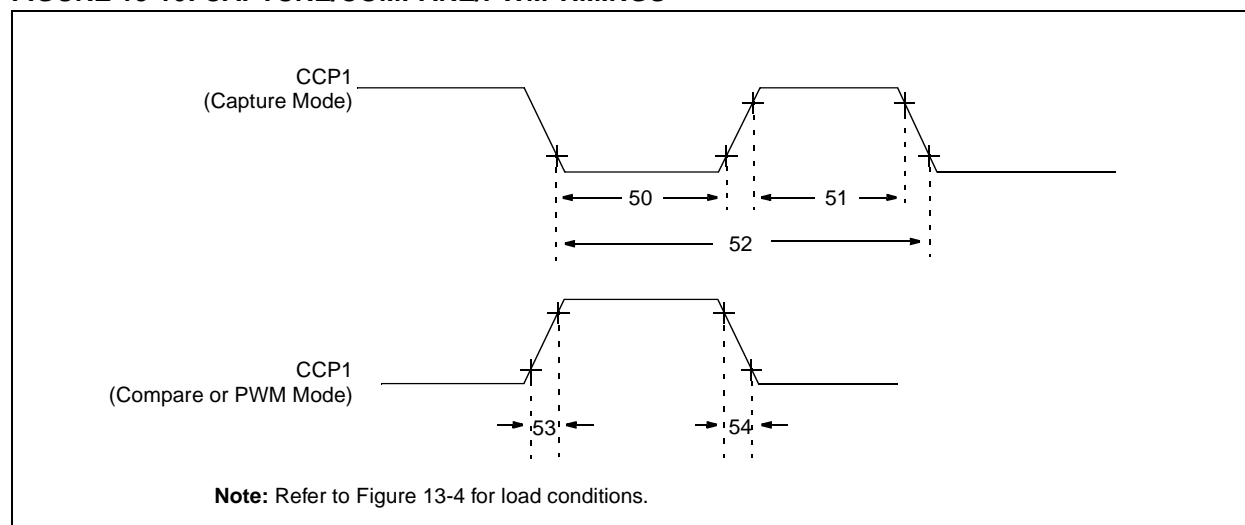 CCP1
(Capture Mode)
50
51
52
CCP1
(Compare or PWM Mode)
53
54
Note: Refer to Figure 13-4 for load conditions.